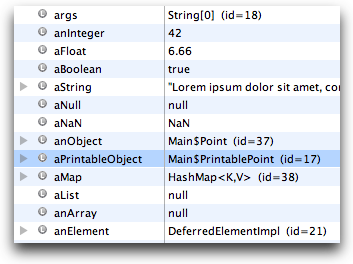 args String[0] (id=18)
anInteger 42
aFloat 6.66
aBoolean true
aString "Lorem ipsum dolor sit amet, co
aNull null
aNaN NaN
anObject Main$Point (id=37)
aPrintableObject Main$PrintablePoint (id=17)
aMap HashMap<K,V> (id=38)
aList null
anArray null
anElement DeferredElementImpl (id=21)